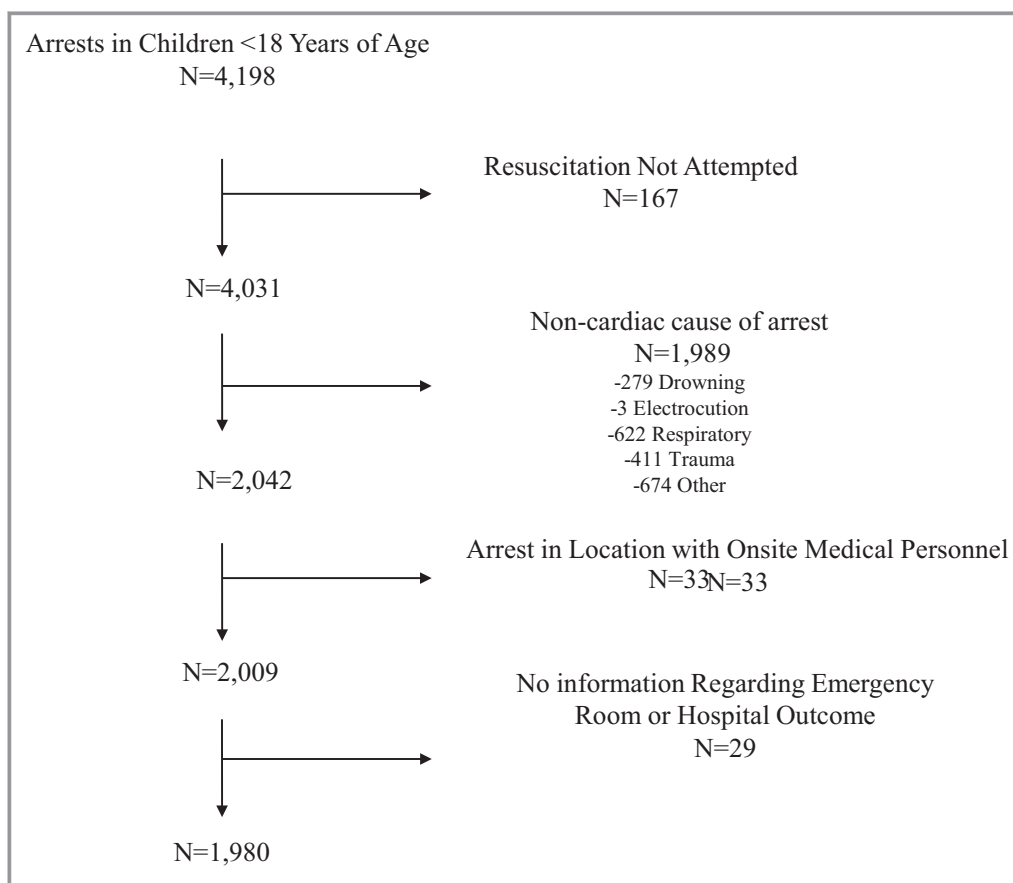 Arrests in Children <18 Years of Age
N=4,198
Resuscitation Not Attempted
N=167
N=4,031
Non-cardiac cause of arrest
N=1,989
-279 Drowning
-3 Electrocution
-622 Respiratory
-411 Trauma
-674 Other
N=2,042
Arrest in Location with Onsite Medical Personnel
N=33N=33
N=2,009
No information Regarding Emergency
Room or Hospital Outcome
N=29
N=1,980